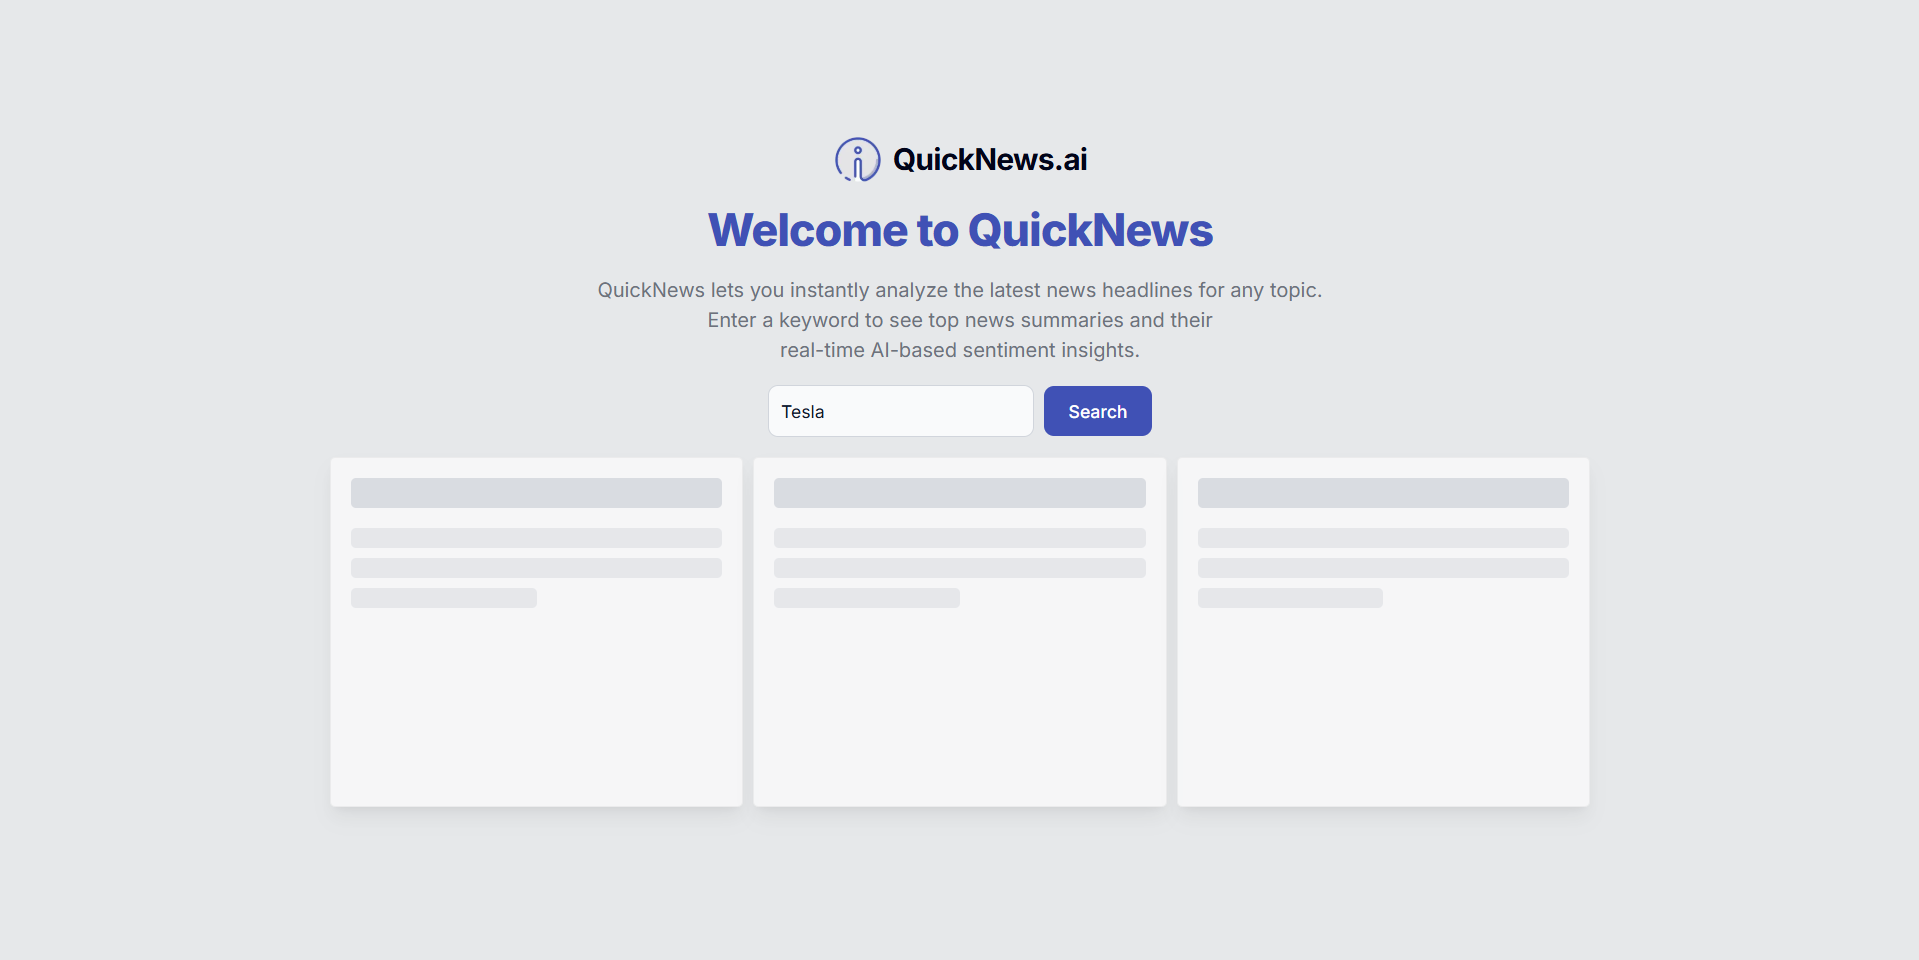 QuickNews.ai
Welcome to QuickNews
QuickNews lets you instantly analyze the latest news headlines for any topic.
Enter a keyword to see top news summaries and their
real-time AI-based sentiment insights.
Tesla
Search